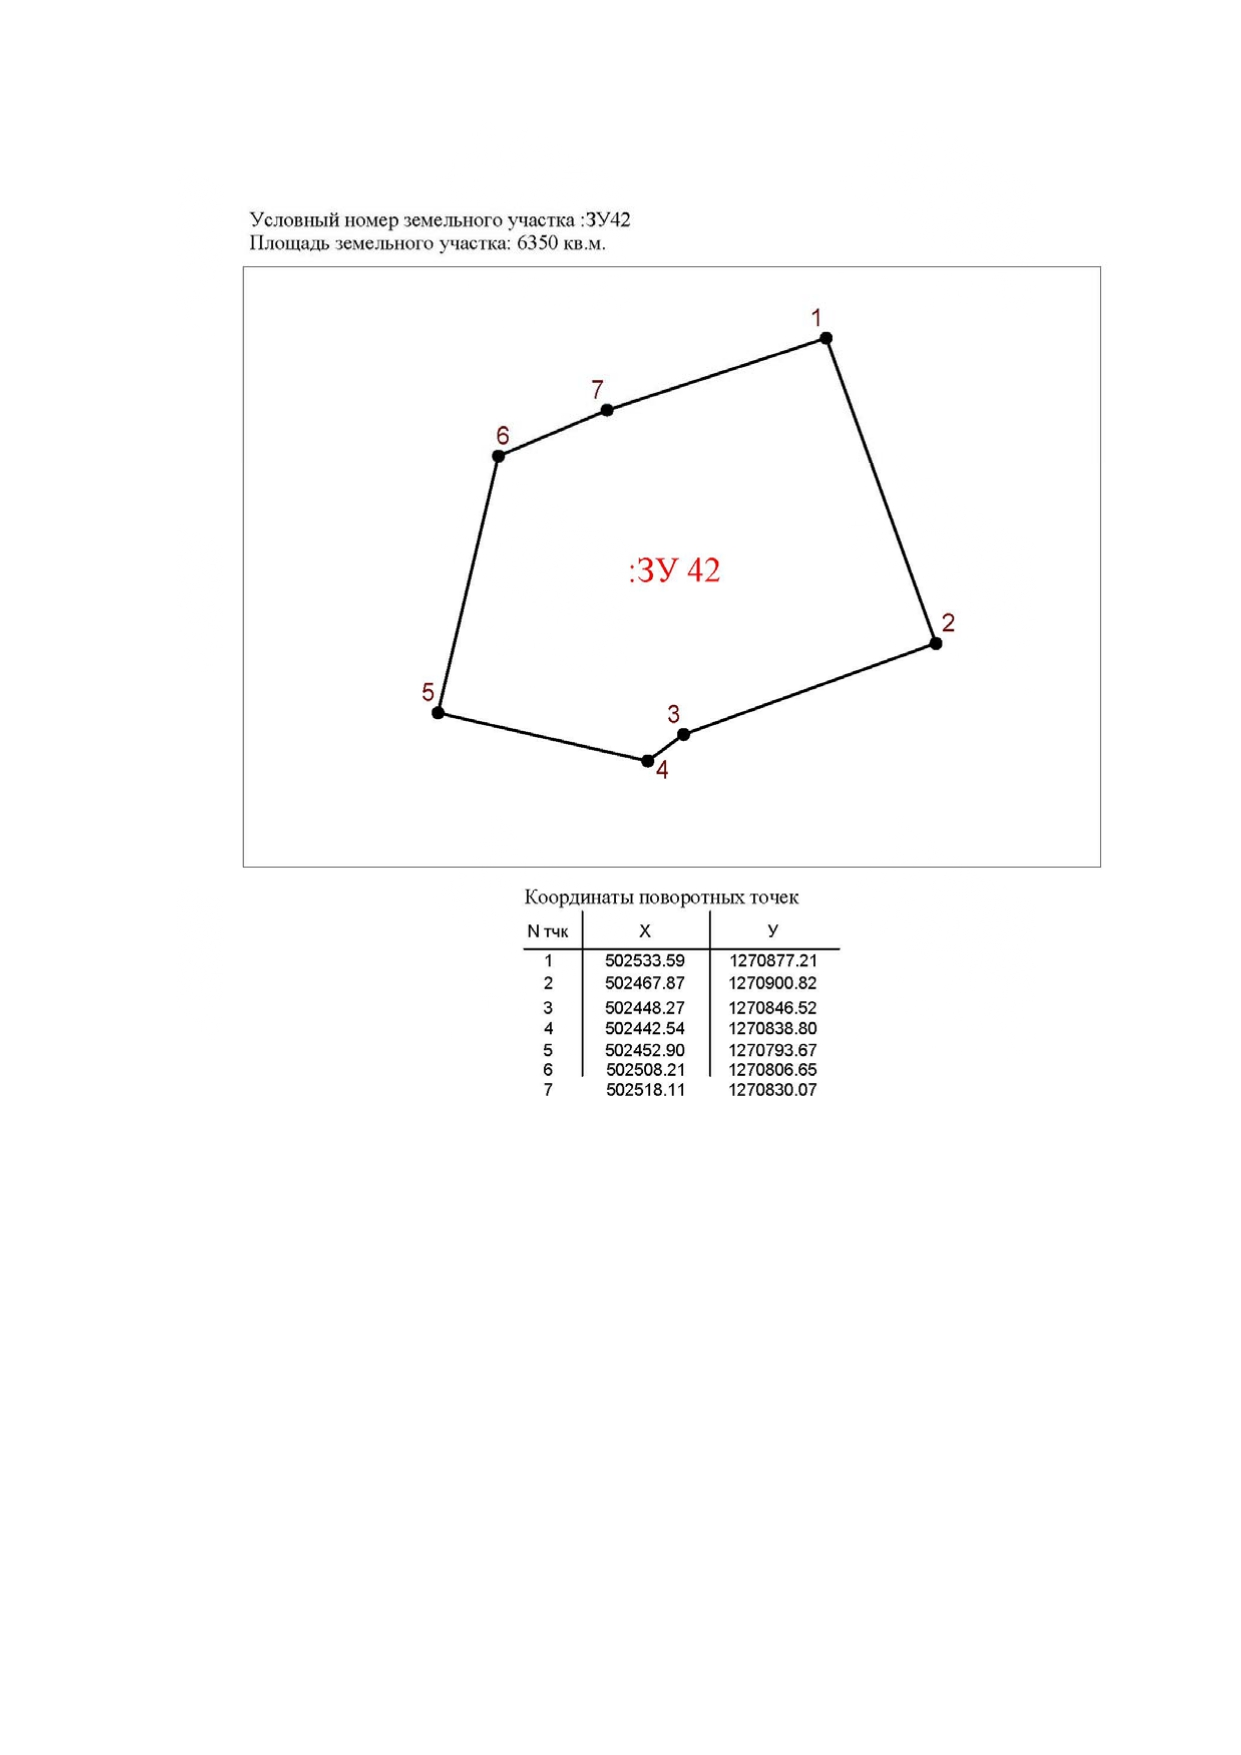 Условный номер земельного участка :ЗУ42
Площадь земельного участка: 6350 кв.м.
1
7
6
:ЗУ 42
2
5
3
4
Координаты поворотных точек
N тчк X У
1 502533.59 1270877.21
2 502467.87 1270900.82
3 502448.27 1270846.52
4 502442.54 1270838.80
5 502452.90 1270793.67
6 502508.21 1270806.65
7 502518.11 1270830.07